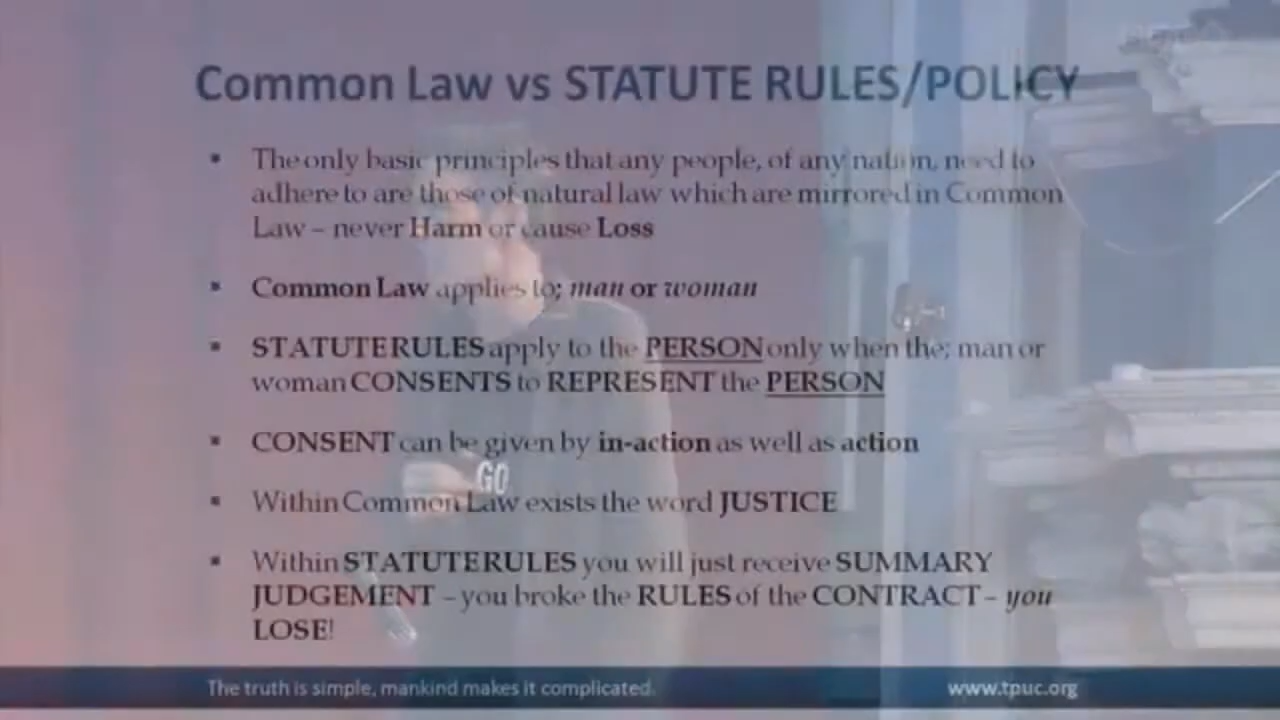 Common Law vs STATUTE RULES/POLICY
▪ The only basic principles that any people, of any nation, need to
adhere to are those of natural law which are mirrored in Common
Law – never Harm or cause Loss
▪ Common Law applies to; man or woman
▪ STATUTE RULES apply to the PERSON only when the; man or
woman CONSENTS to REPRESENT the PERSON
▪ CONSENT can be given by in-action as well as action
GO
▪ Within Common Law exists the word JUSTICE
▪ Within STATUTE RULES you will just receive SUMMARY
JUDGEMENT – you broke the RULES of the CONTRACT – you
LOSE!
The truth is simple, mankind makes it complicated.
www.tpuc.org